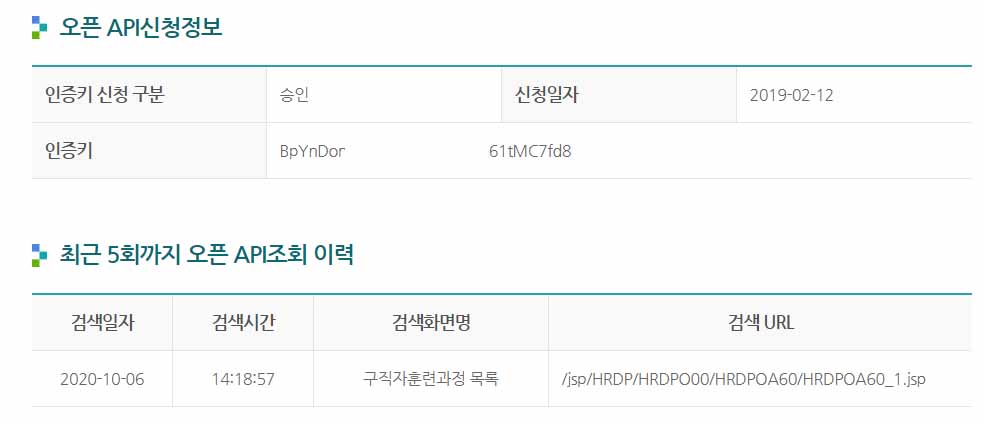 오픈 API신청정보
인증키 신청 구분 승인 신청일자 2019-02-12
인증키 BpYnDor 61tMC7fd8
최근 5회까지 오픈 API조회 이력
검색일자 검색시간 검색화면명 검색 URL
2020-10-06 14:18:57 구직자훈련과정 목록 /jsp/HRDP/HRDPO00/HRDPOA60/HRDPOA60_1.jsp